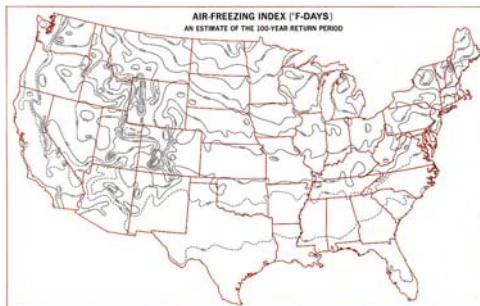 AIR-FREEZING INDEX (°F-DAYS)
AN ESTIMATE OF THE 100-YEAR RETURN PERIOD